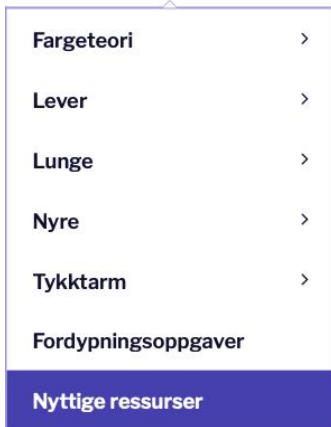 Fargeteori
Lever
Lunge
Nyre
Tykktarm
Fordypningsoppgaver
Nyttige ressurser